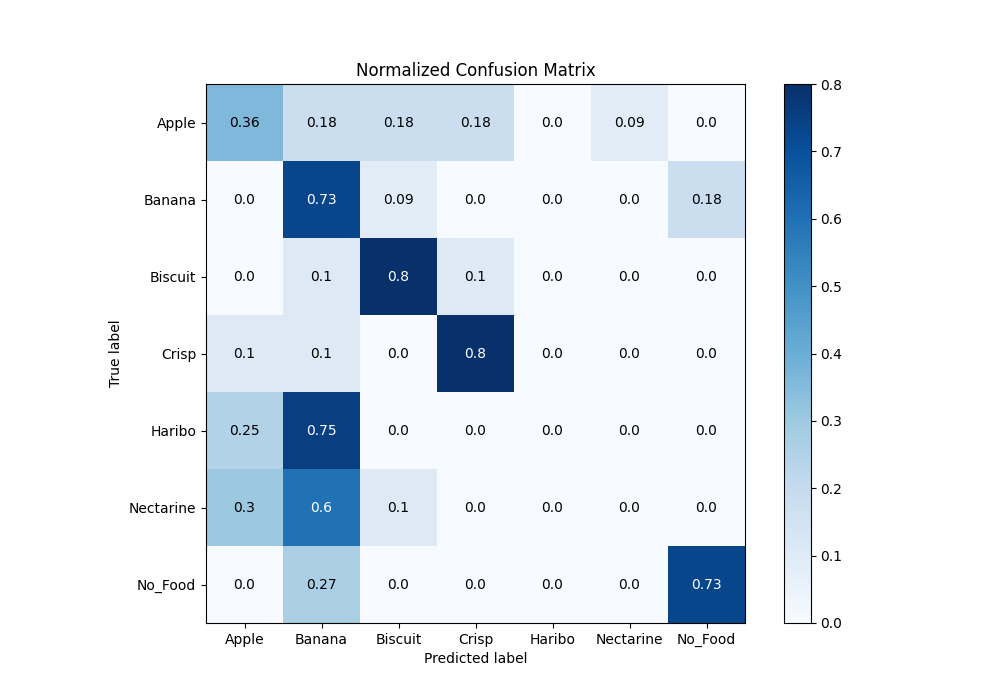 Normalized Confusion Matrix
Apple 0.36 0.18 0.18 0.18 0.0 0.09 0.0
Banana 0.0 0.73 0.09 0.0 0.0 0.0 0.18
Biscuit 0.0 0.1 0.8 0.1 0.0 0.0 0.0
Crisp 0.1 0.1 0.0 0.8 0.0 0.0 0.0
Haribo 0.25 0.75 0.0 0.0 0.0 0.0 0.0
Nectarine 0.3 0.6 0.1 0.0 0.0 0.0 0.0
No_Food 0.0 0.27 0.0 0.0 0.0 0.0 0.73
Apple Banana Biscuit Crisp Haribo Nectarine No_Food
Predicted label
True label
0.8
0.7
0.6
0.5
0.4
0.3
0.2
0.1
0.0